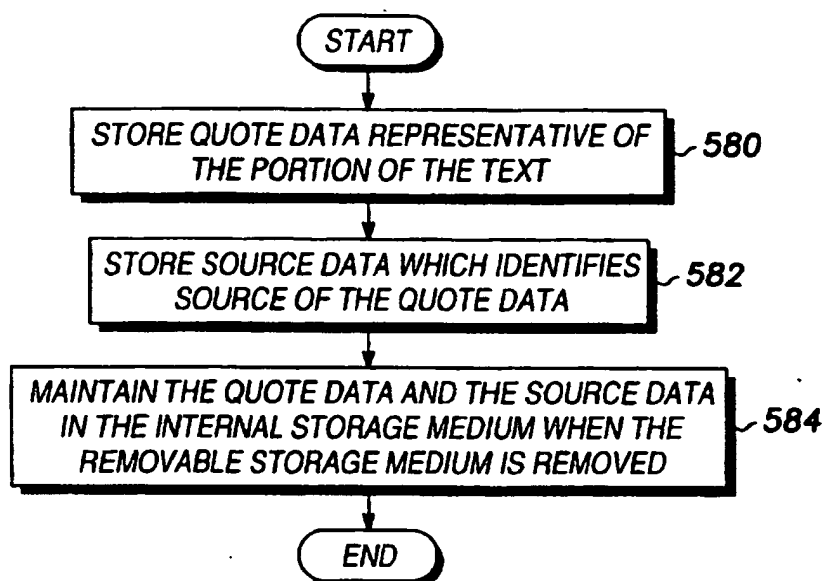 START
STORE QUOTE DATA REPRESENTATIVE OF
THE PORTION OF THE TEXT
580
STORE SOURCE DATA WHICH IDENTIFIES
SOURCE OF THE QUOTE DATA
582
MAINTAIN THE QUOTE DATA AND THE SOURCE DATA
IN THE INTERNAL STORAGE MEDIUM WHEN THE
REMOVABLE STORAGE MEDIUM IS REMOVED
584
END